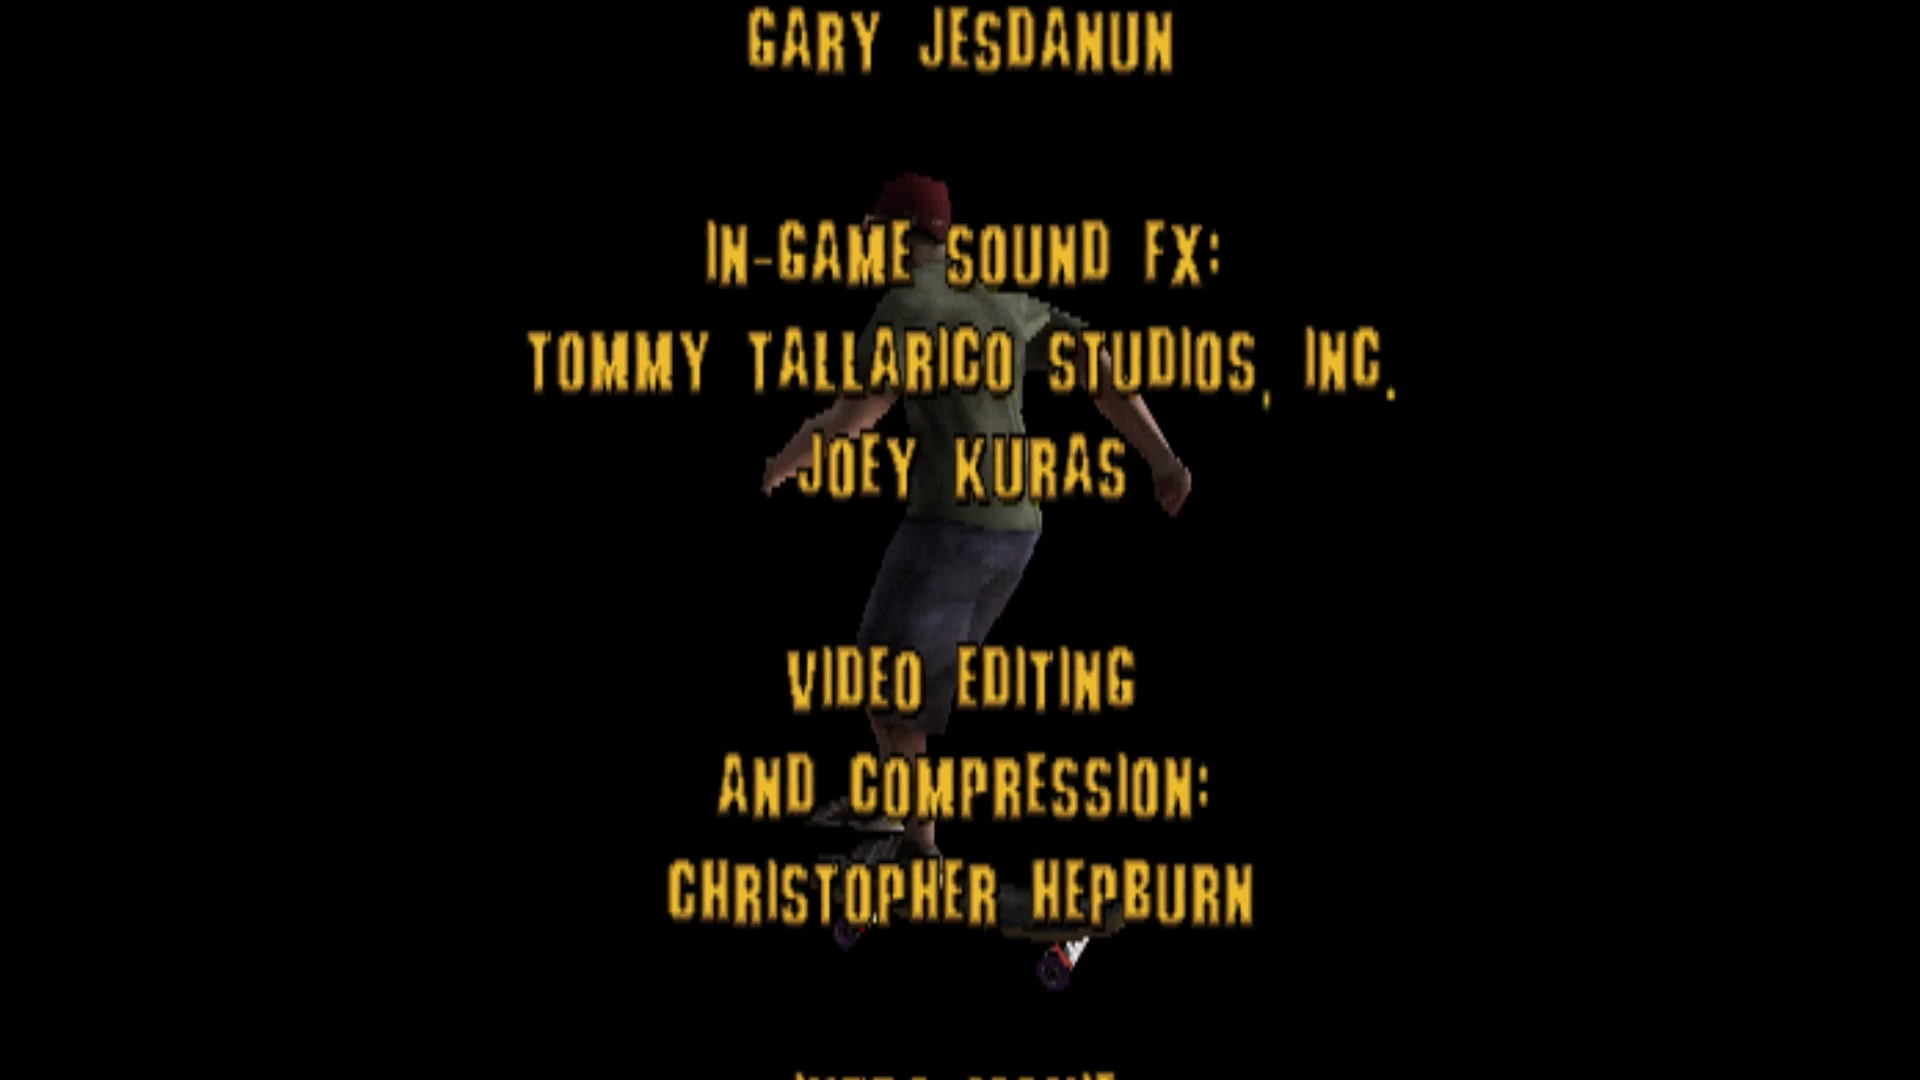 GARY JESDANUN
IN-GAME SOUND FX:
TOMMY TALLARICO STUDIOS, INC.
JOEY KURAS
VIDEO EDITING
AND COMPRESSION:
CHRISTOPHER HEPBURN